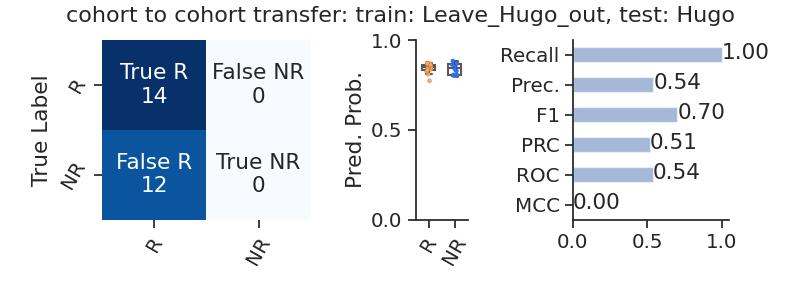 cohort to cohort transfer: train: Leave_Hugo_out, test: Hugo
True Label
R
NR
True R
14
False NR
0
False R
12
True NR
0
R
NR
Pred. Prob.
1.0
0.5
0.0
R
NR
Recall
1.00
Prec.
0.54
F1
0.70
PRC
0.51
ROC
0.54
MCC
0.00
0.0
0.5
1.0